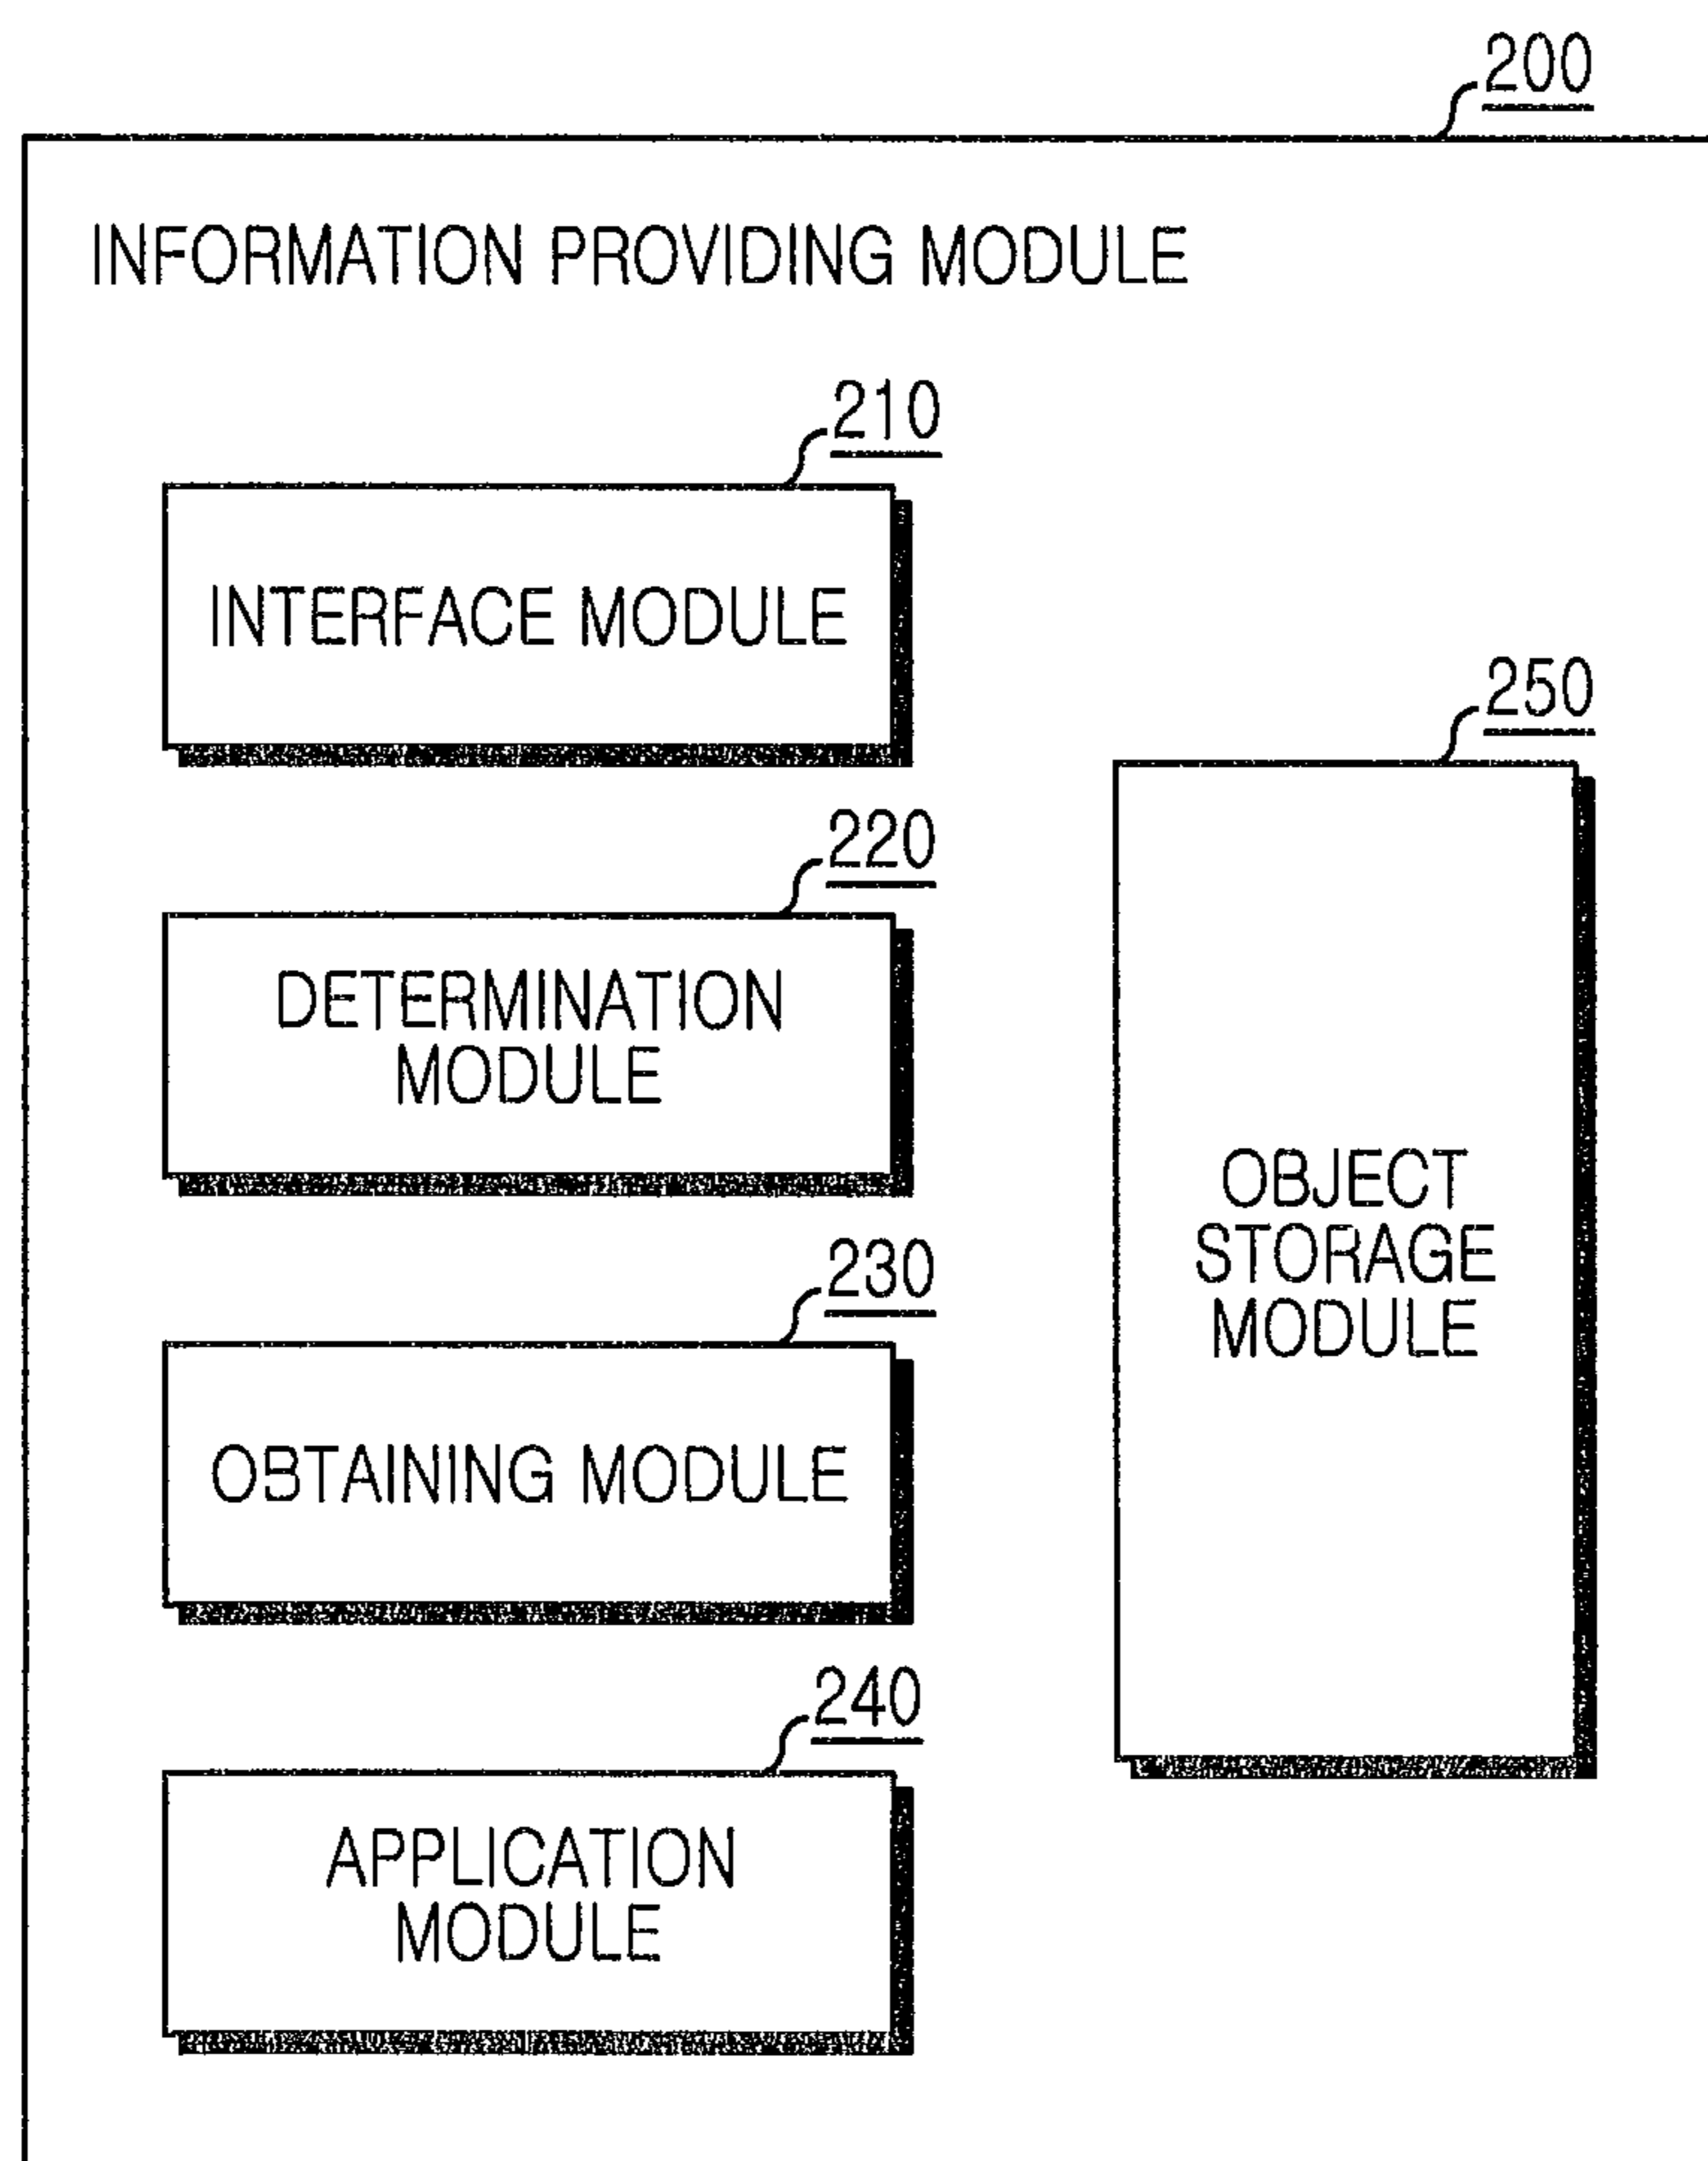 200
INFORMATION PROVIDING MODULE
210
INTERFACE MODULE
220
DETERMINATION
MODULE
230
OBTAINING MODULE
240
APPLICATION
MODULE
250
OBJECT
STORAGE
MODULE